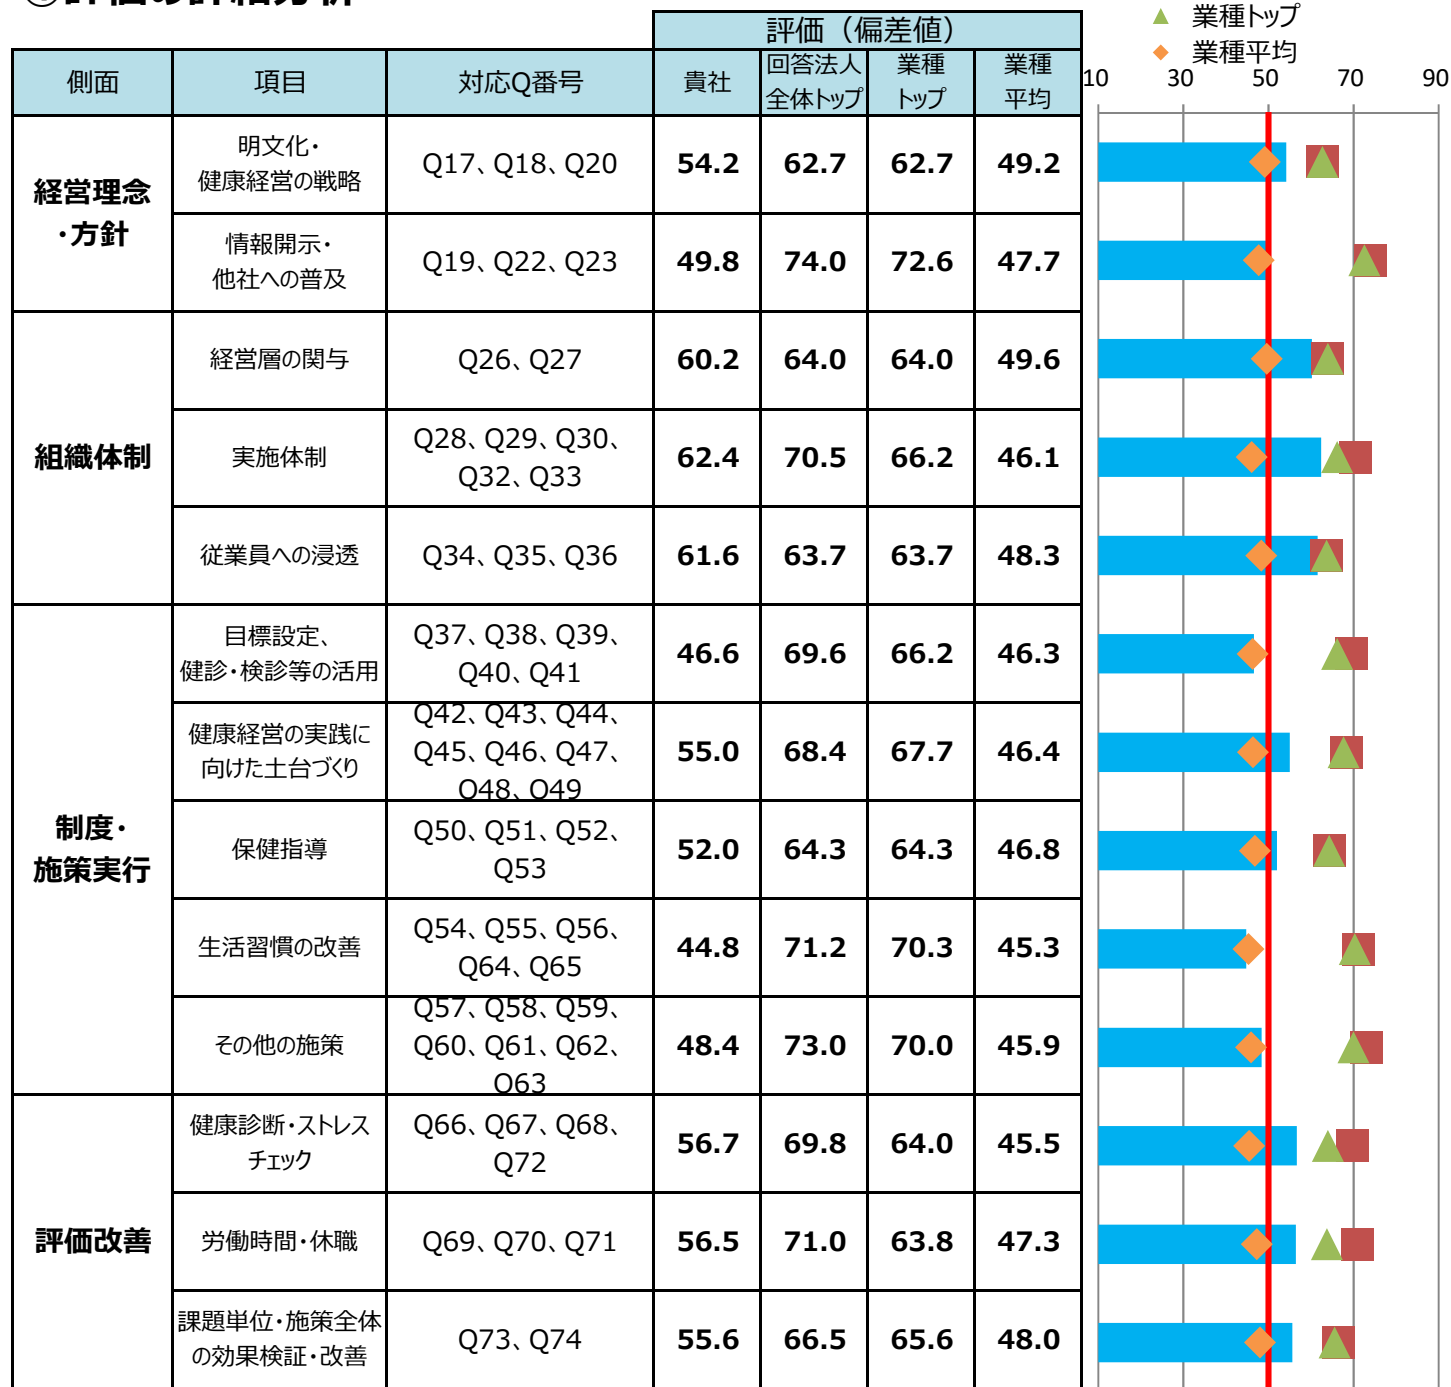 評価の詳細分析
業種トップ
業種平均
評価（偏差値）
側面 項目 対応Q番号 貴社 回答法人全体トップ 業種トップ 業種平均
10 30 50 70 90
経営理念・方針
明文化・健康経営の戦略 Q17、Q18、Q20 54.2 62.7 62.7 49.2
情報開示・他社への普及 Q19、Q22、Q23 49.8 74.0 72.6 47.7
組織体制
経営層の関与 Q26、Q27 60.2 64.0 64.0 49.6
実施体制 Q28、Q29、Q30、Q32、Q33 62.4 70.5 66.2 46.1
従業員への浸透 Q34、Q35、Q36 61.6 63.7 63.7 48.3
制度・施策実行
目標設定、健診・検診等の活用 Q37、Q38、Q39、Q40、Q41 46.6 69.6 66.2 46.3
健康経営の実践に向けた土台づくり Q42、Q43、Q44、Q45、Q46、Q47、Q48、Q49 55.0 68.4 67.7 46.4
保健指導 Q50、Q51、Q52、Q53 52.0 64.3 64.3 46.8
生活習慣の改善 Q54、Q55、Q56、Q64、Q65 44.8 71.2 70.3 45.3
その他の施策 Q57、Q58、Q59、Q60、Q61、Q62、Q63 48.4 73.0 70.0 45.9
評価改善
健康診断・ストレスチェック Q66、Q67、Q68、Q72 56.7 69.8 64.0 45.5
労働時間・休職 Q69、Q70、Q71 56.5 71.0 63.8 47.3
課題単位・施策全体の効果検証・改善 Q73、Q74 55.6 66.5 65.6 48.0